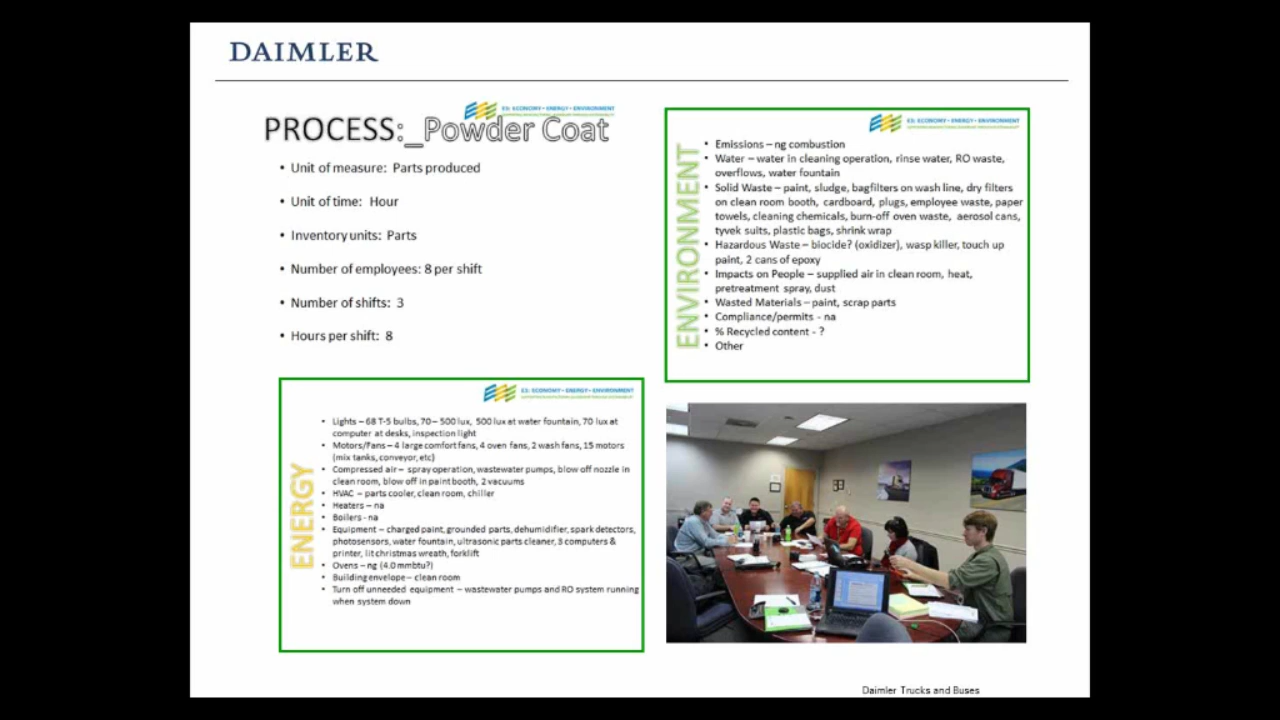 DAIMLER
E3: ECONOMY • ENERGY • ENVIRONMENT
PROCESS:_Powder Coat
• Unit of measure: Parts produced
• Unit of time: Hour
• Inventory units: Parts
• Number of employees: 8 per shift
• Number of shifts: 3
• Hours per shift: 8
E3: ECONOMY • ENERGY • ENVIRONMENT
ENVIRONMENT
• Emissions – ng combustion
• Water – water in cleaning operation, rinse water, RO waste,
overflows, water fountain
• Solid Waste – paint, sludge, bagfilters on wash line, dry filters
on clean room booth, cardboard, plugs, employee waste, paper
towels, cleaning chemicals, burn-off oven waste, aerosol cans,
tyvek suits, plastic bags, shrink wrap
• Hazardous Waste – biocide? (oxidizer), wasp killer, touch up
paint, 2 cans of epoxy
• Impacts on People – supplied air in clean room, heat,
pretreatment spray, dust
• Wasted Materials – paint, scrap parts
• Compliance/permits - na
• % Recycled content - ?
• Other
E3: ECONOMY • ENERGY • ENVIRONMENT
ENERGY
• Lights – 68 T-5 bulbs, 70 – 500 lux, 500 lux at water fountain, 70 lux at
computer at desks, inspection light
• Motors/Fans – 4 large comfort fans, 4 oven fans, 2 wash fans, 15 motors
(mix tanks, conveyor, etc)
• Compressed air – spray operation, wastewater pumps, blow off nozzle in
clean room, blow off in paint booth, 2 vacuums
• HVAC – parts cooler, clean room, chiller
• Heaters – na
• Boilers - na
• Equipment – charged paint, grounded parts, dehumidifier, spark detectors,
photosensors, water fountain, ultrasonic parts cleaner, 3 computers &
printer, lit christmas wreath, forklift
• Ovens – ng (4.0 mmbtu?)
• Building envelope – clean room
• Turn off unneeded equipment – wastewater pumps and RO system running
when system down
Daimler Trucks and Buses